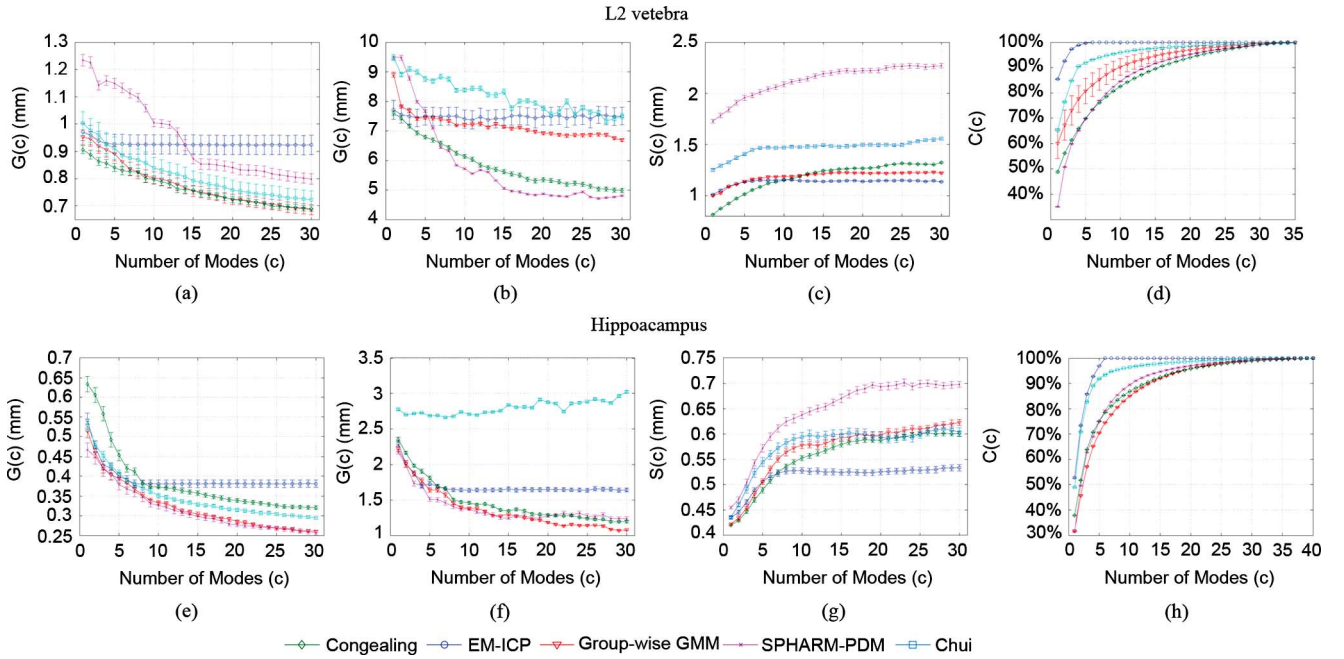 L2 vetebra
G(c) (mm)
1.3
1.2
1.1
1
0.9
0.8
0.7
0 5 10 15 20 25 30
Number of Modes (c)
(a)
G(c) (mm)
10
9
8
7
6
5
4
0 5 10 15 20 25 30
Number of Modes (c)
(b)
S(c) (mm)
2.5
2
1.5
1
0 5 10 15 20 25 30
Number of Modes (c)
(c)
C(c)
100%
90%
80%
70%
60%
50%
40%
0 5 10 15 20 25 30 35
Number of Modes (c)
(d)
Hippoacampus
G(c) (mm)
0.7
0.6
0.55
0.5
0.45
0.4
0.35
0.3
0.25
0 5 10 15 20 25 30
Number of Modes (c)
(e)
G(c) (mm)
3.5
3
2.5
2
1.5
1
0 5 10 15 20 25 30
Number of Modes (c)
(f)
S(c) (mm)
0.75
0.7
0.6
0.5
0.4
0 5 10 15 20 25 30
Number of Modes (c)
(g)
C(c)
100%
90%
80%
70%
60%
50%
40%
30%
0 5 10 15 20 25 30 35 40
Number of Modes (c)
(h)
Congealing EM-ICP Group-wise GMM SPHARM-PDM Chui